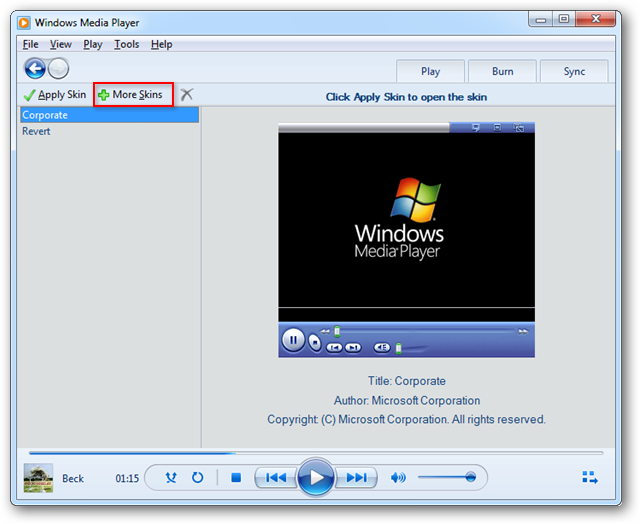 Windows Media Player
File View Play Tools Help
Play Burn Sync
Apply Skin More Skins
Click Apply Skin to open the skin
Corporate
Revert
Windows
Media Player
Title: Corporate
Author: Microsoft Corporation
Copyright: (C) Microsoft Corporation. All rights reserved.
Beck 01:15